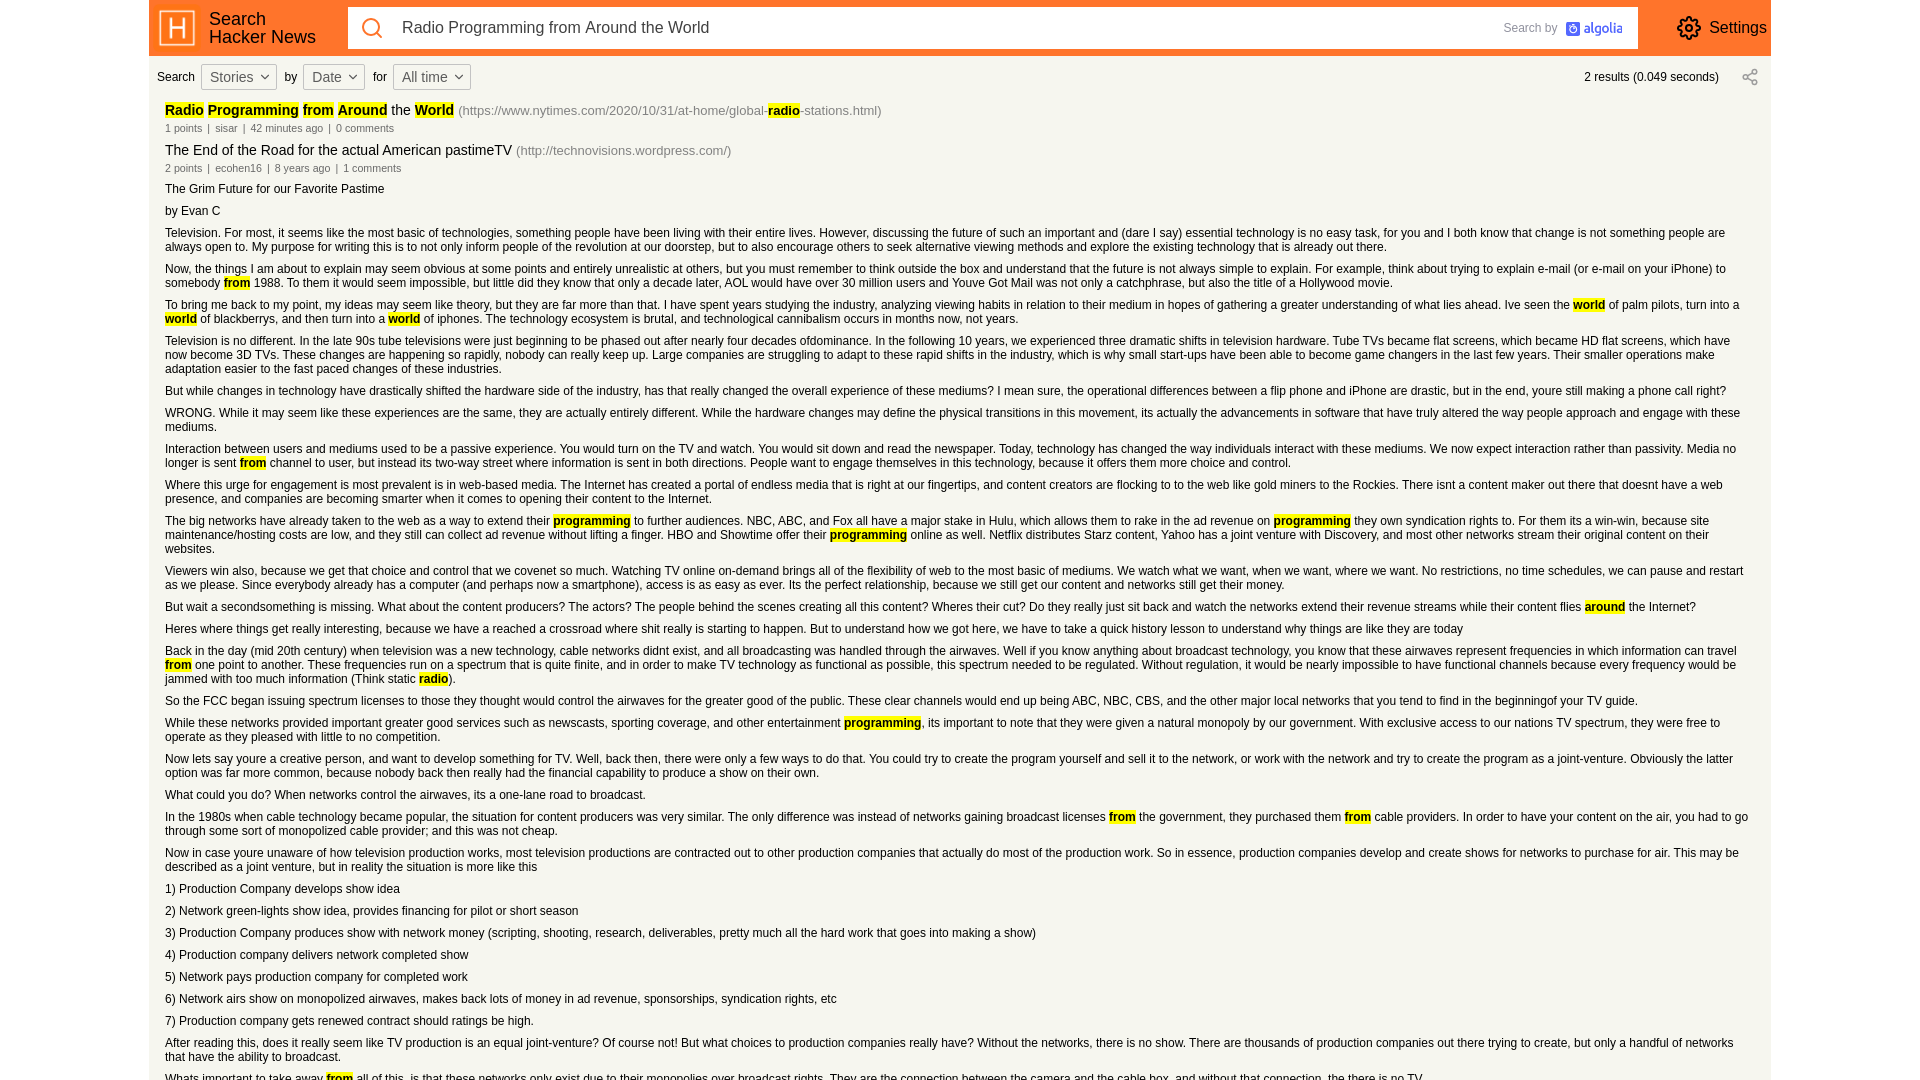 Search
Hacker News
Radio Programming from Around the World
Search by algolia
Settings
Search Stories by Date for All time
2 results (0.049 seconds)
Radio Programming from Around the World (https://www.nytimes.com/2020/10/31/at-home/global-radio-stations.html)
1 points | sisar | 42 minutes ago | 0 comments
The End of the Road for the actual American pastimeTV (http://technovisions.wordpress.com/)
2 points | ecohen16 | 8 years ago | 1 comments
The Grim Future for our Favorite Pastime
by Evan C
Television. For most, it seems like the most basic of technologies, something people have been living with their entire lives. However, discussing the future of such an important and (dare I say) essential technology is no easy task, for you and I both know that change is not something people are
always open to. My purpose for writing this is to not only inform people of the revolution at our doorstep, but to also encourage others to seek alternative viewing methods and explore the existing technology that is already out there.
Now, the things I am about to explain may seem obvious at some points and entirely unrealistic at others, but you must remember to think outside the box and understand that the future is not always simple to explain. For example, think about trying to explain e-mail (or e-mail on your iPhone) to
somebody from 1988. To them it would seem impossible, but little did they know that only a decade later, AOL would have over 30 million users and Youve Got Mail was not only a catchphrase, but also the title of a Hollywood movie.
To bring me back to my point, my ideas may seem like theory, but they are far more than that. I have spent years studying the industry, analyzing viewing habits in relation to their medium in hopes of gathering a greater understanding of what lies ahead. Ive seen the world of palm pilots, turn into a
world of blackberrys, and then turn into a world of iphones. The technology ecosystem is brutal, and technological cannibalism occurs in months now, not years.
Television is no different. In the late 90s tube televisions were just beginning to be phased out after nearly four decades ofdominance. In the following 10 years, we experienced three dramatic shifts in television hardware. Tube TVs became flat screens, which became HD flat screens, which have
now become 3D TVs. These changes are happening so rapidly, nobody can really keep up. Large companies are struggling to adapt to these rapid shifts in the industry, which is why small start-ups have been able to become game changers in the last few years. Their smaller operations make
adaptation easier to the fast paced changes of these industries.
But while changes in technology have drastically shifted the hardware side of the industry, has that really changed the overall experience of these mediums? I mean sure, the operational differences between a flip phone and iPhone are drastic, but in the end, youre still making a phone call right?
WRONG. While it may seem like these experiences are the same, they are actually entirely different. While the hardware changes may define the physical transitions in this movement, its actually the advancements in software that have truly altered the way people approach and engage with these
mediums.
Interaction between users and mediums used to be a passive experience. You would turn on the TV and watch. You would sit down and read the newspaper. Today, technology has changed the way individuals interact with these mediums. We now expect interaction rather than passivity. Media no
longer is sent from channel to user, but instead its two-way street where information is sent in both directions. People want to engage themselves in this technology, because it offers them more choice and control.
Where this urge for engagement is most prevalent is in web-based media. The Internet has created a portal of endless media that is right at our fingertips, and content creators are flocking to to the web like gold miners to the Rockies. There isnt a content maker out there that doesnt have a web
presence, and companies are becoming smarter when it comes to opening their content to the Internet.
The big networks have already taken to the web as a way to extend their programming to further audiences. NBC, ABC, and Fox all have a major stake in Hulu, which allows them to rake in the ad revenue on programming they own syndication rights to. For them its a win-win, because site
maintenance/hosting costs are low, and they still can collect ad revenue without lifting a finger. HBO and Showtime offer their programming online as well. Netflix distributes Starz content, Yahoo has a joint venture with Discovery, and most other networks stream their original content on their
websites.
Viewers win also, because we get that choice and control that we covenet so much. Watching TV online on-demand brings all of the flexibility of web to the most basic of mediums. We watch what we want, when we want, where we want. No restrictions, no time schedules, we can pause and restart
as we please. Since everybody already has a computer (and perhaps now a smartphone), access is as easy as ever. Its the perfect relationship, because we still get our content and networks still get their money.
But wait a secondsomething is missing. What about the content producers? The actors? The people behind the scenes creating all this content? Wheres their cut? Do they really just sit back and watch the networks extend their revenue streams while their content flies around the Internet?
Heres where things get really interesting, because we have a reached a crossroad where shit really is starting to happen. But to understand how we got here, we have to take a quick history lesson to understand why things are like they are today
Back in the day (mid 20th century) when television was a new technology, cable networks didnt exist, and all broadcasting was handled through the airwaves. Well if you know anything about broadcast technology, you know that these airwaves represent frequencies in which information can travel
from one point to another. These frequencies run on a spectrum that is quite finite, and in order to make TV technology as functional as possible, this spectrum needed to be regulated. Without regulation, it would be nearly impossible to have functional channels because every frequency would be
jammed with too much information (Think static radio).
So the FCC began issuing spectrum licenses to those they thought would control the airwaves for the greater good of the public. These clear channels would end up being ABC, NBC, CBS, and the other major local networks that you tend to find in the beginningof your TV guide.
While these networks provided important greater good services such as newscasts, sporting coverage, and other entertainment programming, its important to note that they were given a natural monopoly by our government. With exclusive access to our nations TV spectrum, they were free to
operate as they pleased with little to no competition.
Now lets say youre a creative person, and want to develop something for TV. Well, back then, there were only a few ways to do that. You could try to create the program yourself and sell it to the network, or work with the network and try to create the program as a joint-venture. Obviously the latter
option was far more common, because nobody back then really had the financial capability to produce a show on their own.
What could you do? When networks control the airwaves, its a one-lane road to broadcast.
In the 1980s when cable technology became popular, the situation for content producers was very similar. The only difference was instead of networks gaining broadcast licenses from the government, they purchased them from cable providers. In order to have your content on the air, you had to go
through some sort of monopolized cable provider; and this was not cheap.
Now in case youre unaware of how television production works, most television productions are contracted out to other production companies that actually do most of the production work. So in essence, production companies develop and create shows for networks to purchase for air. This may be
described as a joint venture, but in reality the situation is more like this
1) Production Company develops show idea
2) Network green-lights show idea, provides financing for pilot or short season
3) Production Company produces show with network money (scripting, shooting, research, deliverables, pretty much all the hard work that goes into making a show)
4) Production company delivers network completed show
5) Network pays production company for completed work
6) Network airs show on monopolized airwaves, makes back lots of money in ad revenue, sponsorships, syndication rights, etc
7) Production company gets renewed contract should ratings be high.
After reading this, does it really seem like TV production is an equal joint-venture? Of course not! But what choices to production companies really have? Without the networks, there is no show. There are thousands of production companies out there trying to create, but only a handful of networks
that have the ability to broadcast.
Whats important to take away from all of this, is that these networks only exist due to their monopolies over broadcast rights. They are the connection between the camera and the cable box, and without that connection, the there is no TV.